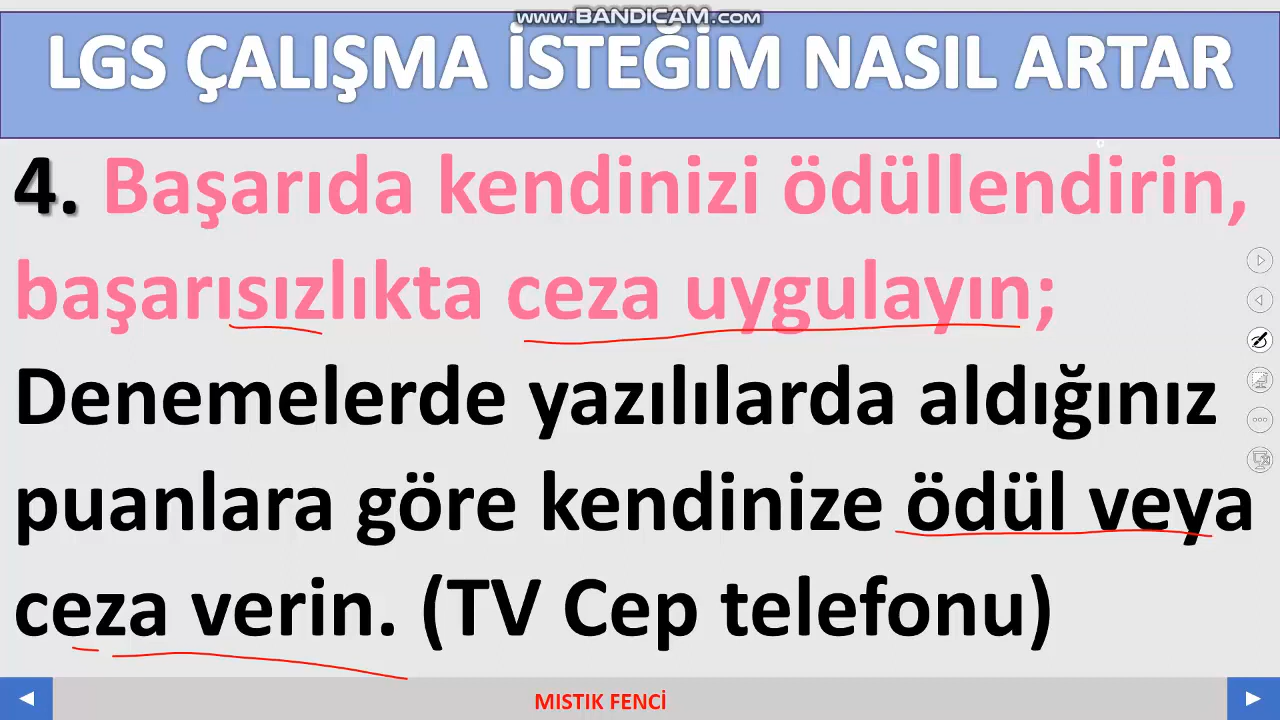 www.BANDICAM.com
LGS ÇALIŞMA İSTEĞİM NASIL ARTAR
4. Başarıda kendinizi ödüllendirin,
başarısızlıkta ceza uygulayın;
Denemelerde yazılılarda aldığınız
puanlara göre kendinize ödül veya
ceza verin. (TV Cep telefonu)
MISTIK FENCİ